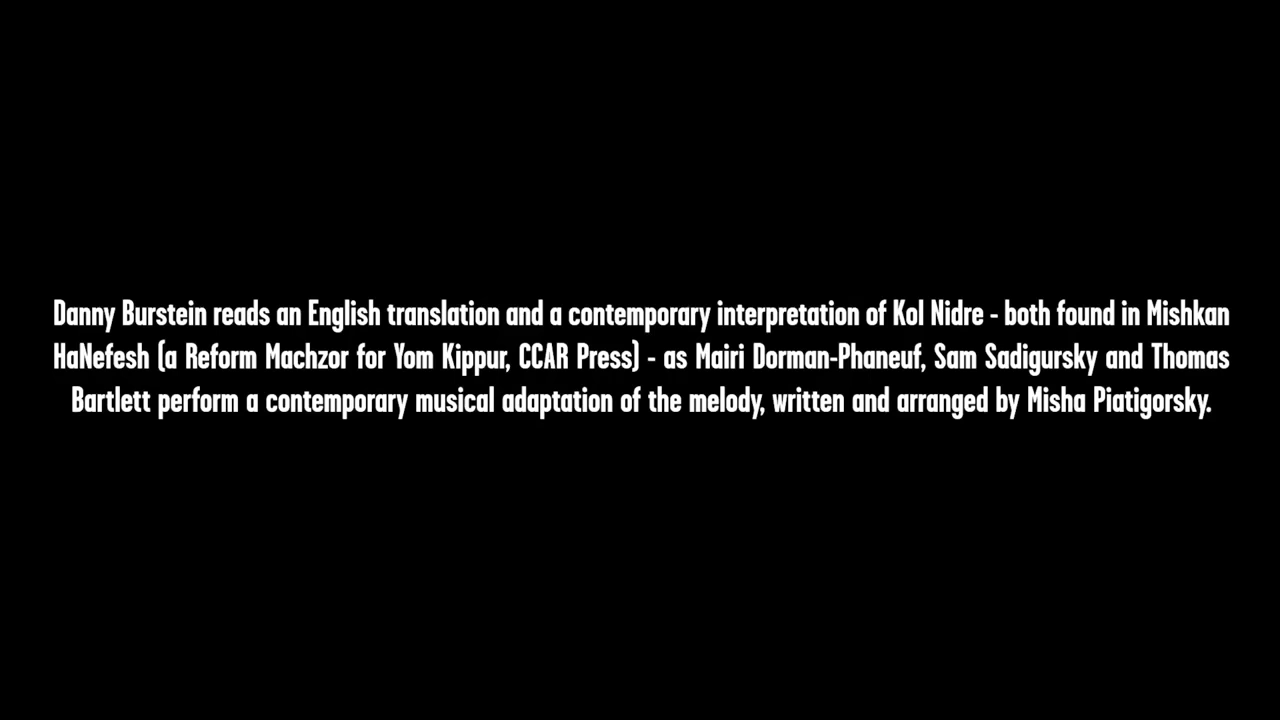 Danny Burstein reads an English translation and a contemporary interpretation of Kol Nidre - both found in Mishkan
HaNefesh (a Reform Machzor for Yom Kippur, CCAR Press) - as Mairi Dorman-Phaneuf, Sam Sadigursky and Thomas
Bartlett perform a contemporary musical adaptation of the melody, written and arranged by Misha Piatigorsky.